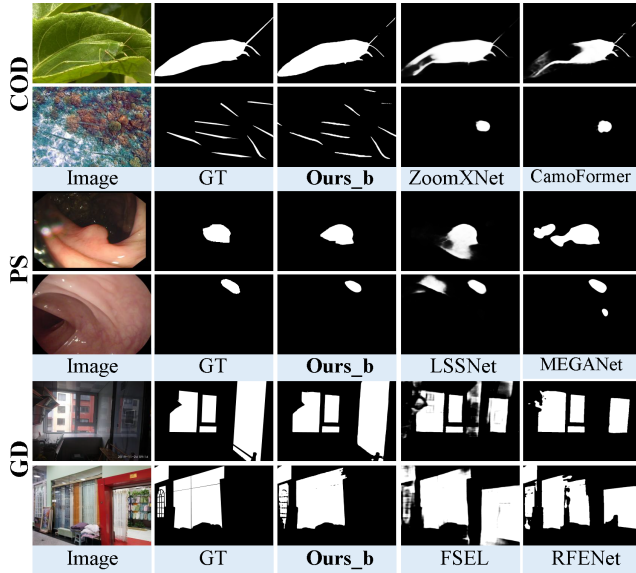 COD
Image GT Ours_b ZoomXNet CamoFormer
PS
Image GT Ours_b LSSNet MEGANet
GD
Image GT Ours_b FSEL RFENet